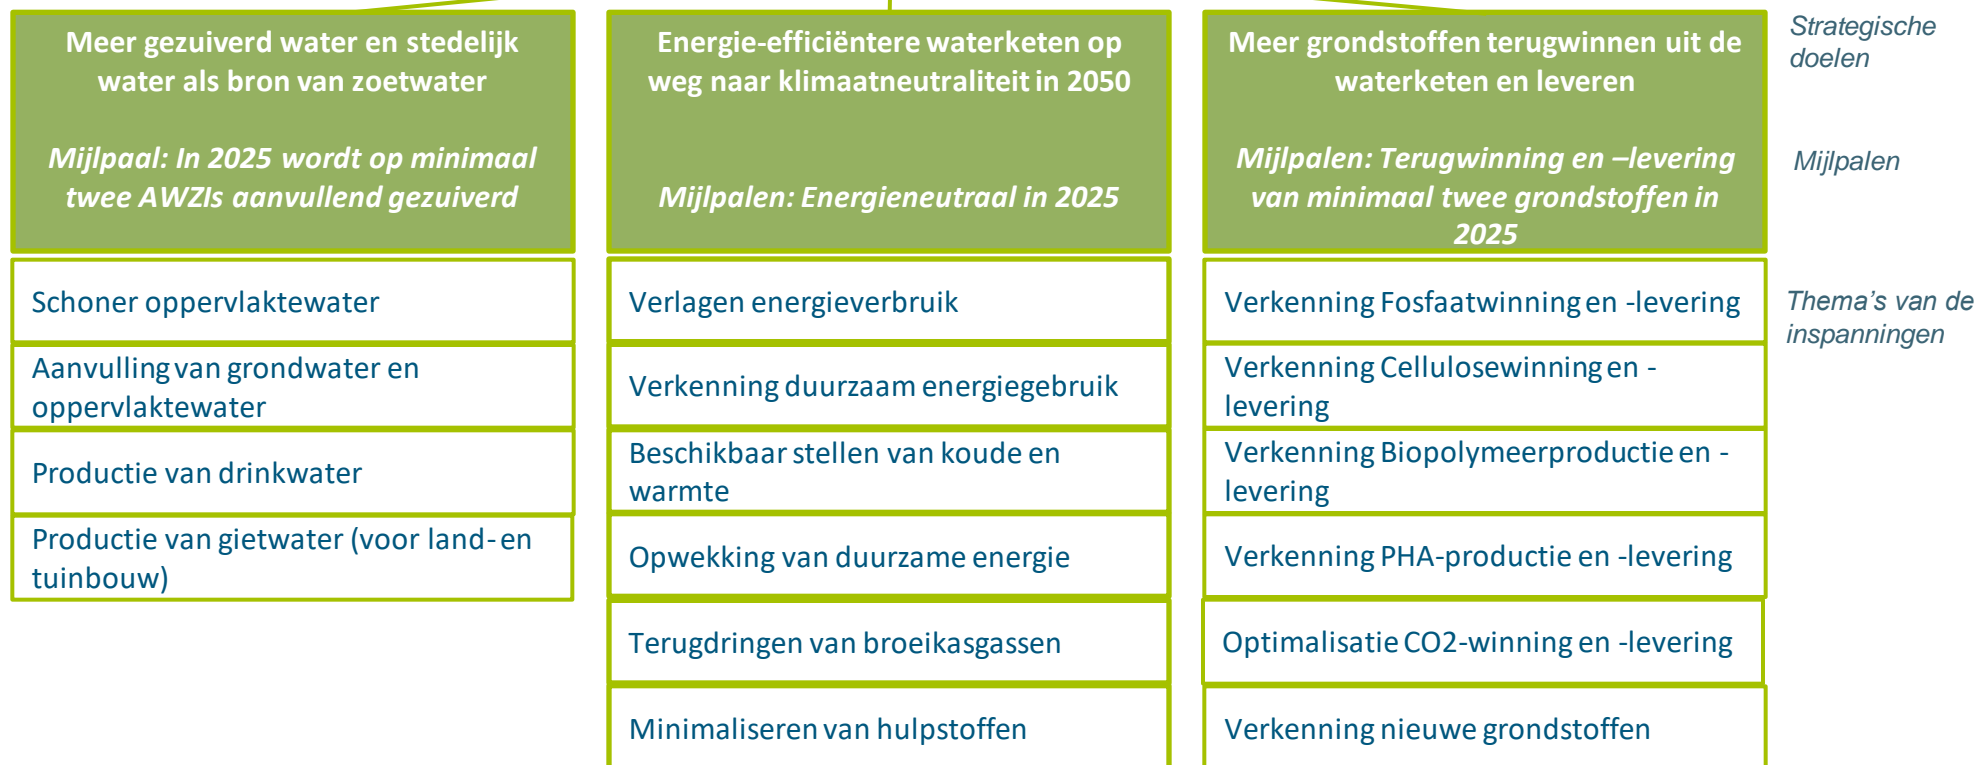 Meer gezuiverd water en stedelijk
water als bron van zoetwater
Mijlpaal: In 2025 wordt op minimaal
twee AWZIs aanvullend gezuiverd
Schoner oppervlaktewater
Aanvulling van grondwater en
oppervlaktewater
Productie van drinkwater
Productie van gietwater (voor land- en
tuinbouw)
Energie-efficiëntere waterketen op
weg naar klimaatneutraliteit in 2050
Mijlpalen: Energieneutraal in 2025
Verlagen energieverbruik
Verkenning duurzaam energiegebruik
Beschikbaar stellen van koude en
warmte
Opwekking van duurzame energie
Terugdringen van broeikasgassen
Minimaliseren van hulpstoffen
Meer grondstoffen terugwinnen uit de
waterketen en leveren
Mijlpalen: Terugwinning en –levering
van minimaal twee grondstoffen in
2025
Verkenning Fosfaatwinning en -levering
Verkenning Cellulosewinning en -
levering
Verkenning Biopolymeerproductie en -
levering
Verkenning PHA-productie en -levering
Optimalisatie CO2-winning en -levering
Verkenning nieuwe grondstoffen
Strategische
doelen
Mijlpalen
Thema's van de
inspanningen